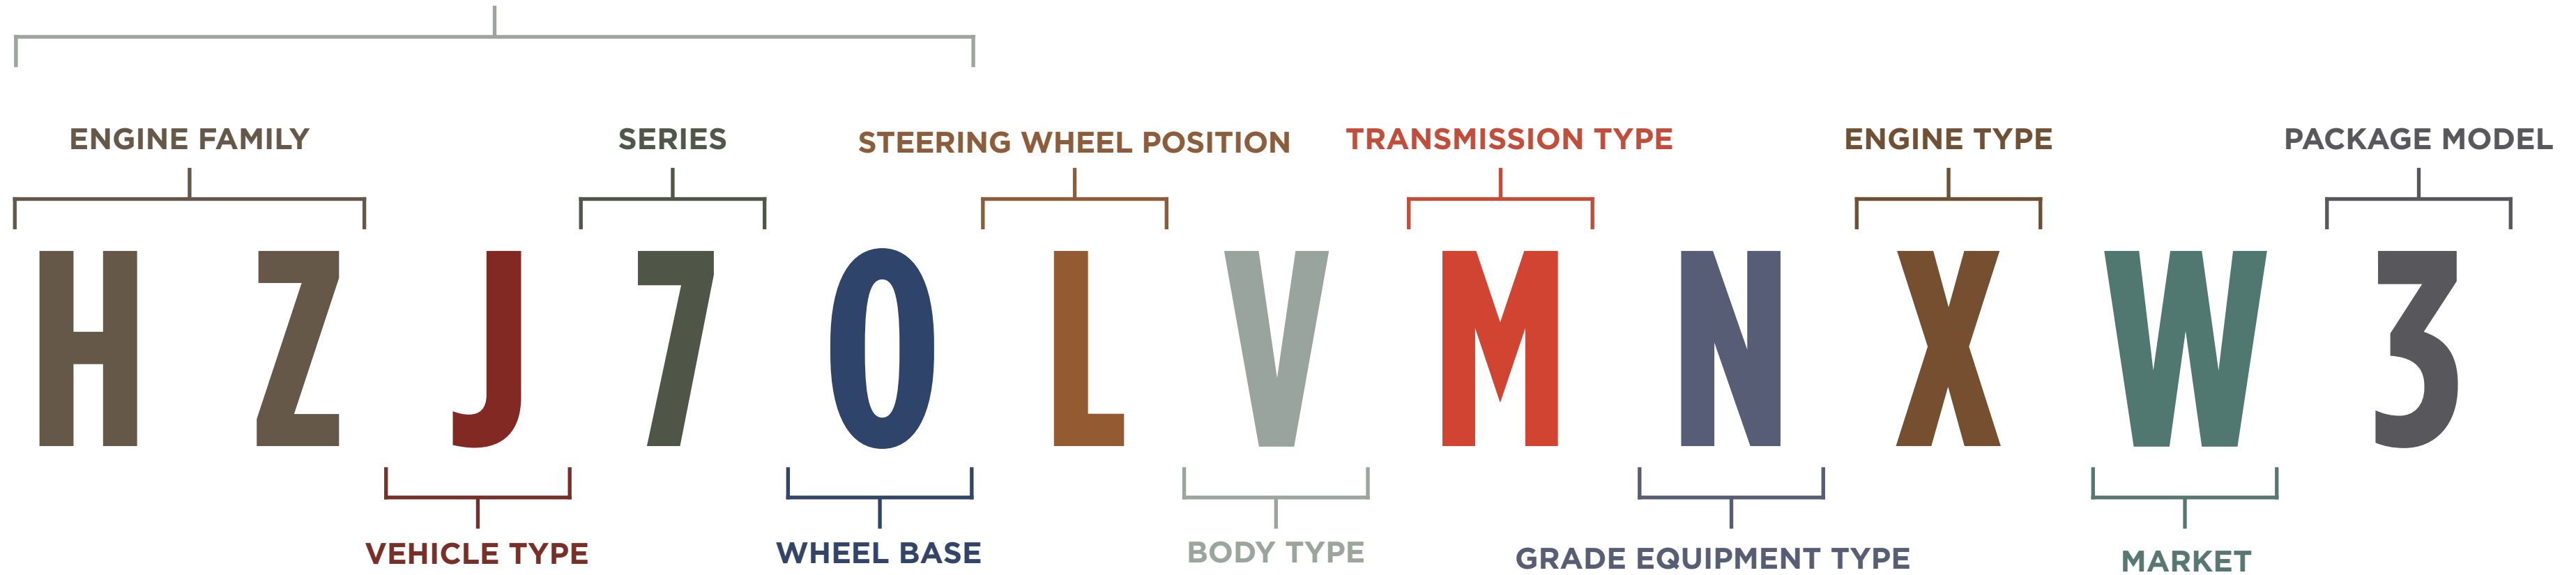 ENGINE FAMILY
SERIES
STEERING WHEEL POSITION
TRANSMISSION TYPE
ENGINE TYPE
PACKAGE MODEL
H Z J 7 0 L V M N X W 3
VEHICLE TYPE
WHEEL BASE
BODY TYPE
GRADE EQUIPMENT TYPE
MARKET